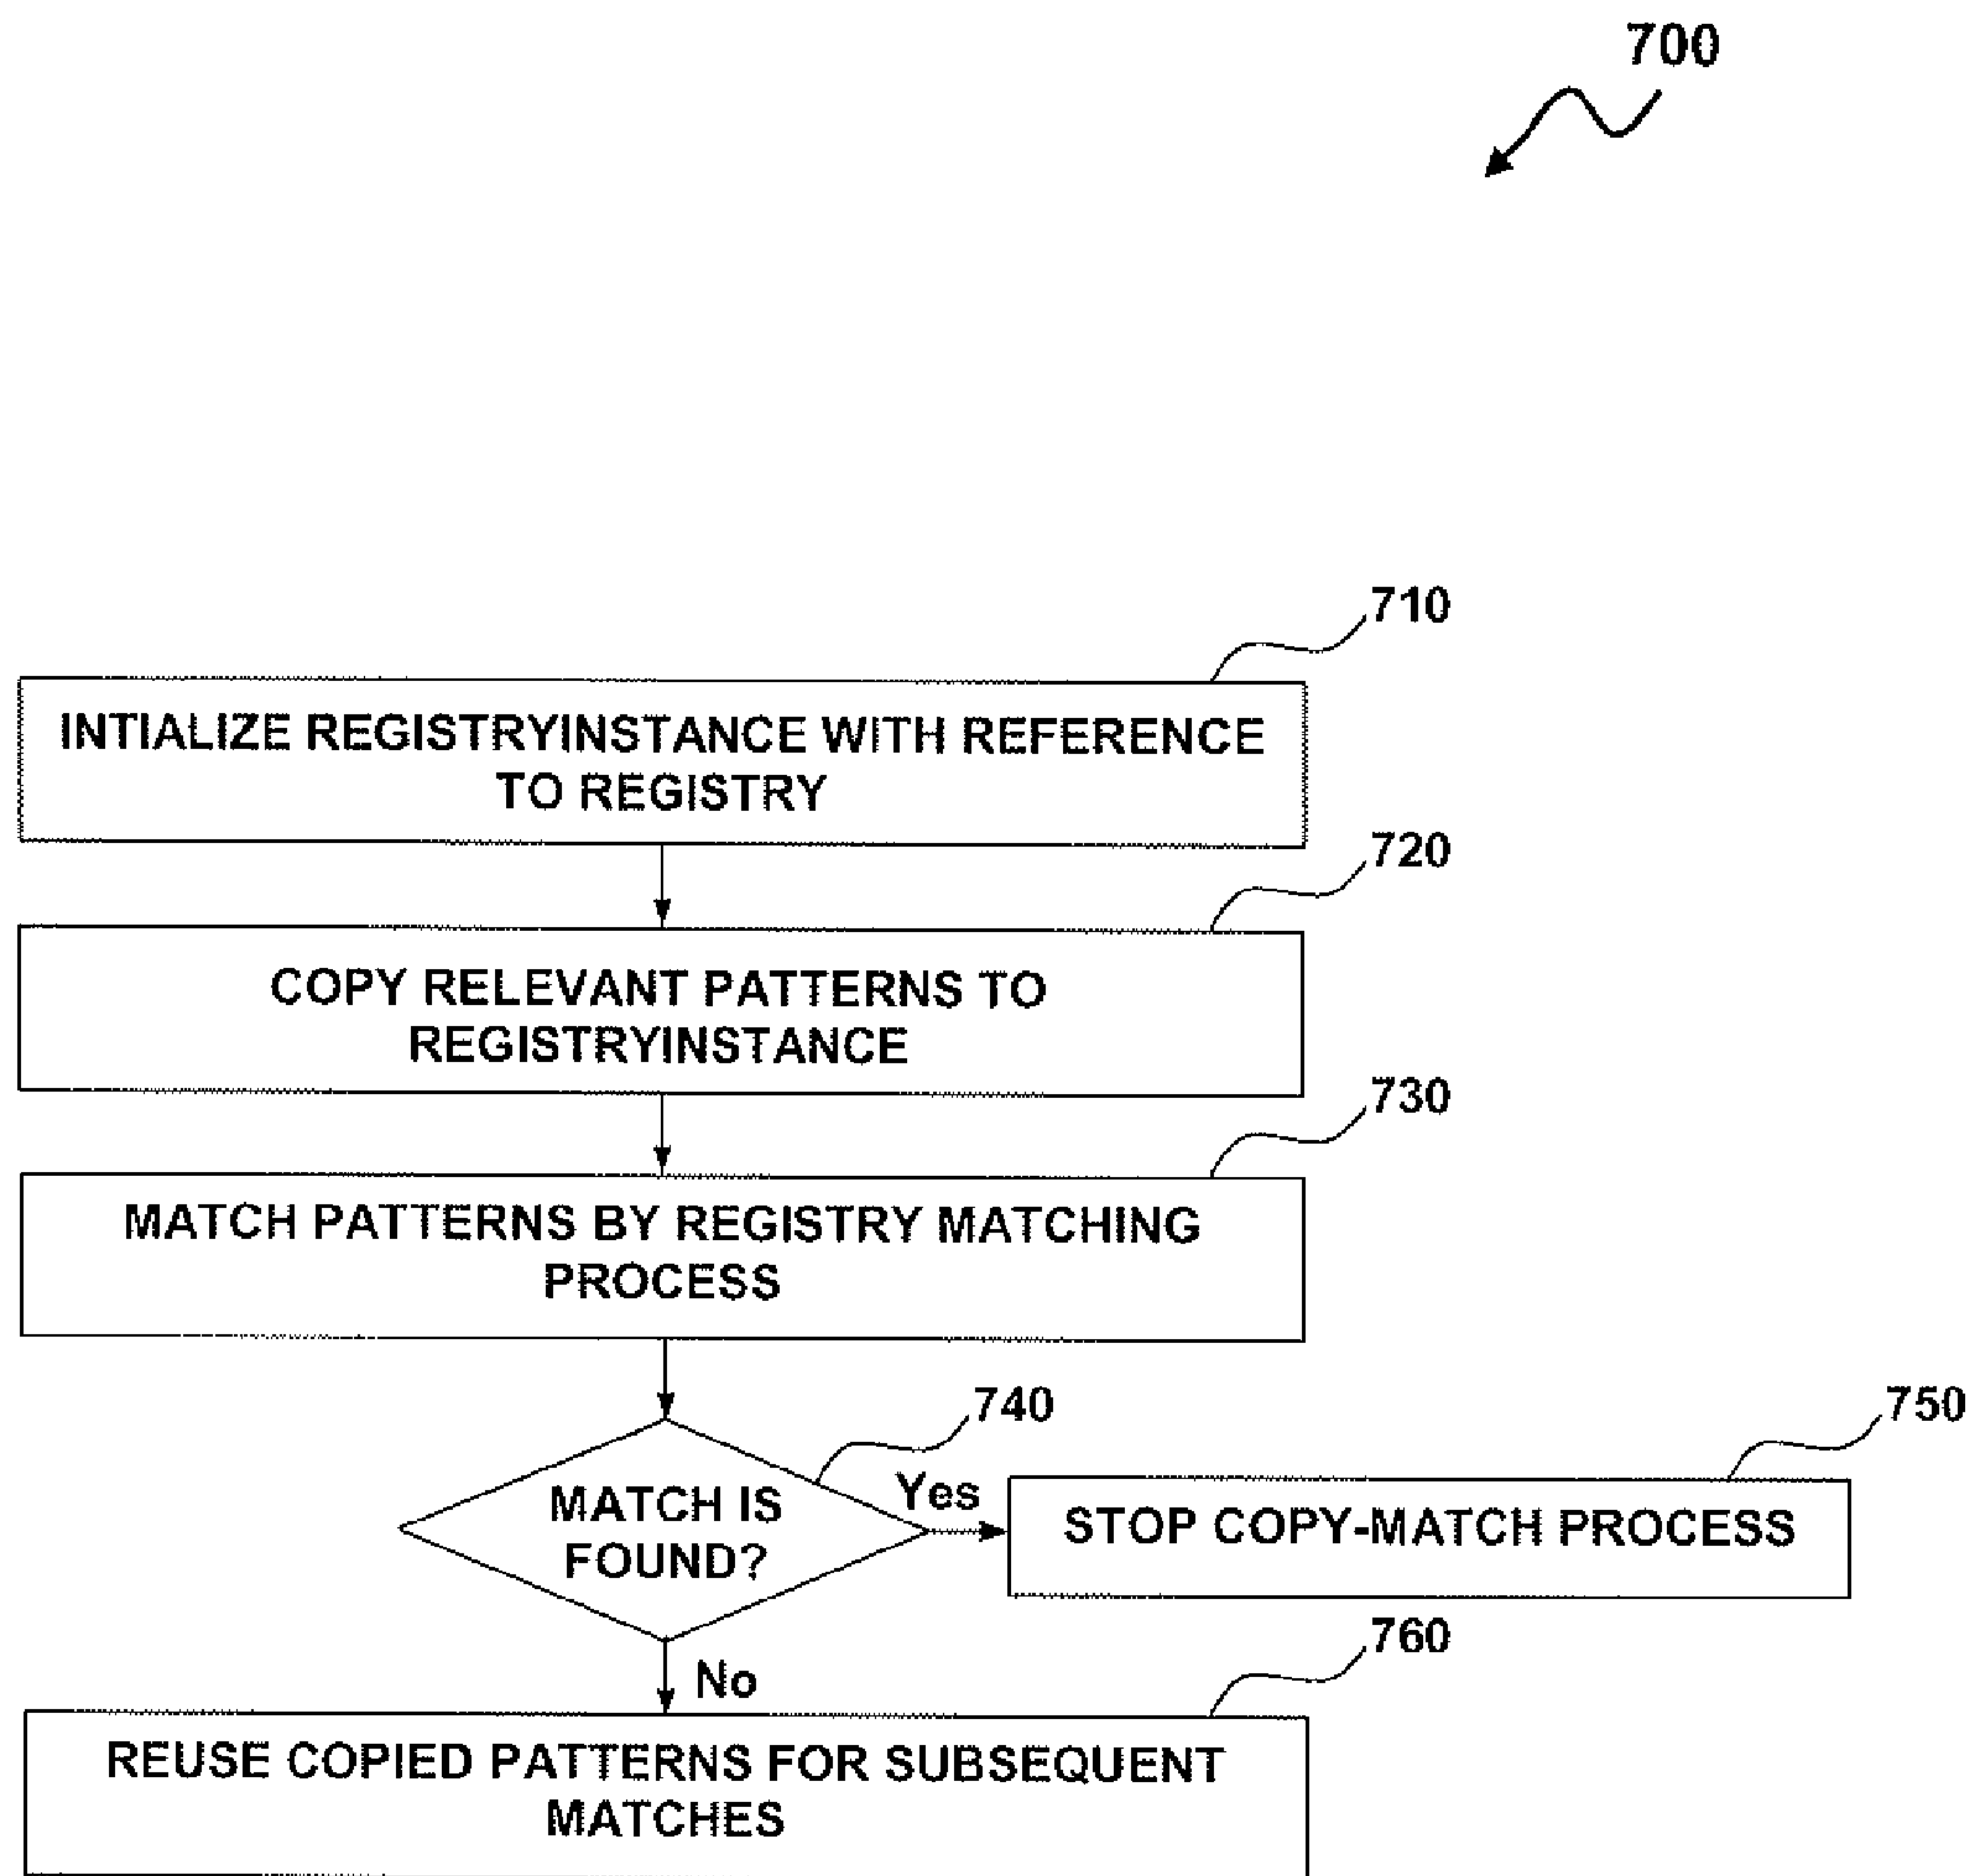 700
710
INTIALIZE REGISTRYINSTANCE WITH REFERENCE
TO REGISTRY
720
COPY RELEVANT PATTERNS TO
REGISTRYINSTANCE
730
MATCH PATTERNS BY REGISTRY MATCHING
PROCESS
740
MATCH IS
FOUND?
Yes
750
STOP COPY-MATCH PROCESS
No
760
REUSE COPIED PATTERNS FOR SUBSEQUENT
MATCHES